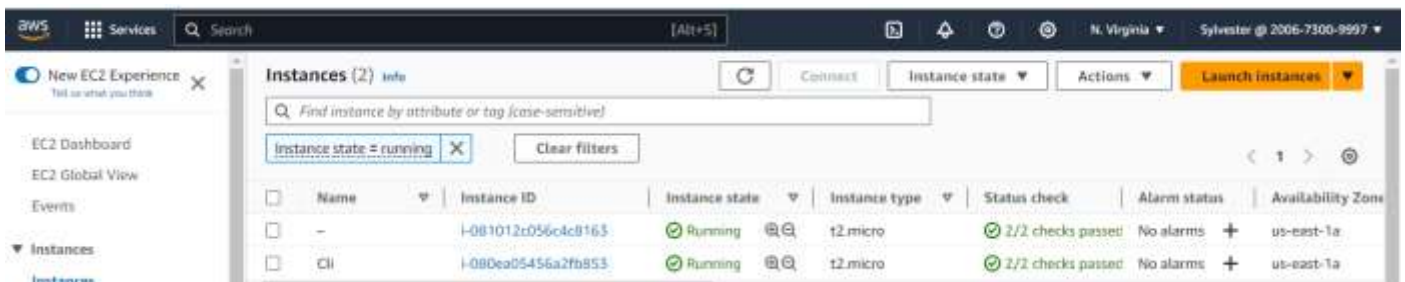 aws Services Search [Alt+S] N. Virginia Sylvester @ 2006-7300-9997
New EC2 Experience
Tell us what you think
EC2 Dashboard
EC2 Global View
Events
Instances
Instances
Instances (2) Info
Connect Instance state Actions Launch instances
Find instance by attribute or tag (case-sensitive)
Instance state = running Clear filters
1
Name Instance ID Instance state Instance type Status check Alarm status Availability Zone
– i-081012c056c4c8163 Running t2.micro 2/2 checks passed No alarms + us-east-1a
Cli i-080ea05456a2fb853 Running t2.micro 2/2 checks passed No alarms + us-east-1a